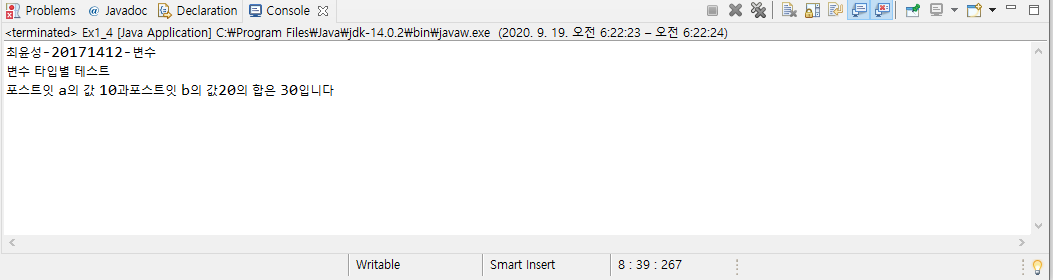 Problems @ Javadoc Declaration Console
<terminated> Ex1_4 [Java Application] C:₩Program Files₩Java₩jdk-14.0.2₩bin₩javaw.exe (2020. 9. 19. 오전 6:22:23 – 오전 6:22:24)
최윤성-20171412-변수
변수 타입별 테스트
포스트잇 a의 값 10과포스트잇 b의 값20의 합은 30입니다
Writable Smart Insert 8 : 39 : 267